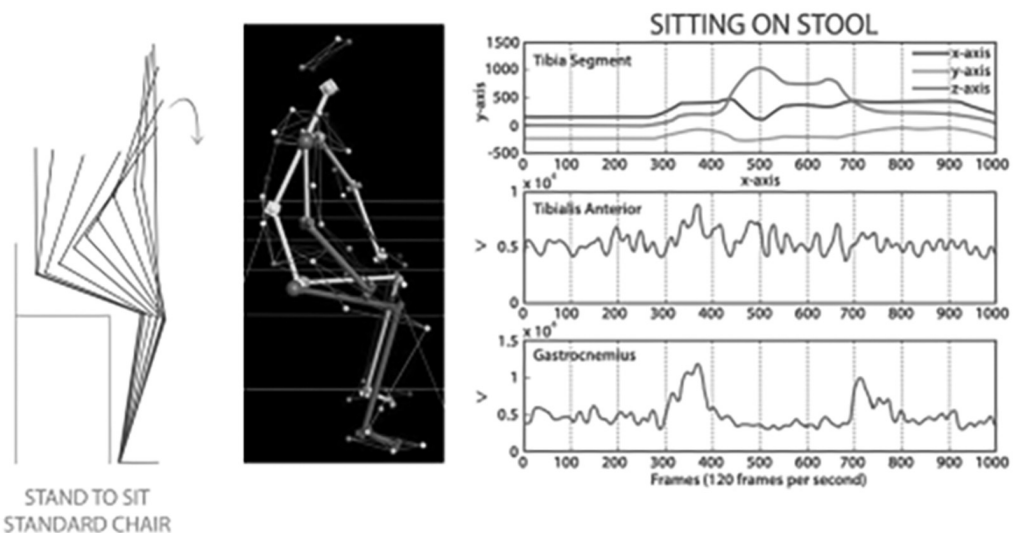 SITTING ON STOOL
1500
1000
500
0
-500
y-axis
Tibia Segment
x-axis
y-axis
z-axis
0 100 200 300 400 500 600 700 800 900 1000
x-axis
x 10⁴
1
0.5
0
V
Tibialis Anterior
0 100 200 300 400 500 600 700 800 900 1000
x 10⁴
1.5
1
0.5
0
V
Gastrocnemius
0 100 200 300 400 500 600 700 800 900 1000
Frames (120 frames per second)
STAND TO SIT
STANDARD CHAIR